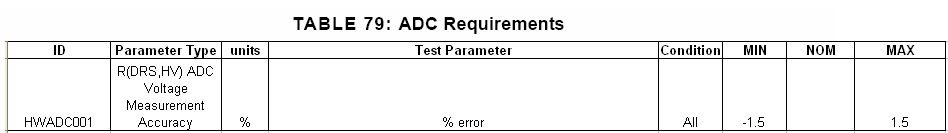 TABLE 79: ADC Requirements
ID Parameter Type units Test Parameter Condition MIN NOM MAX
R(DRS,HV) ADC
Voltage
Measurement
HWADC001 Accuracy % % error All -1.5 1.5